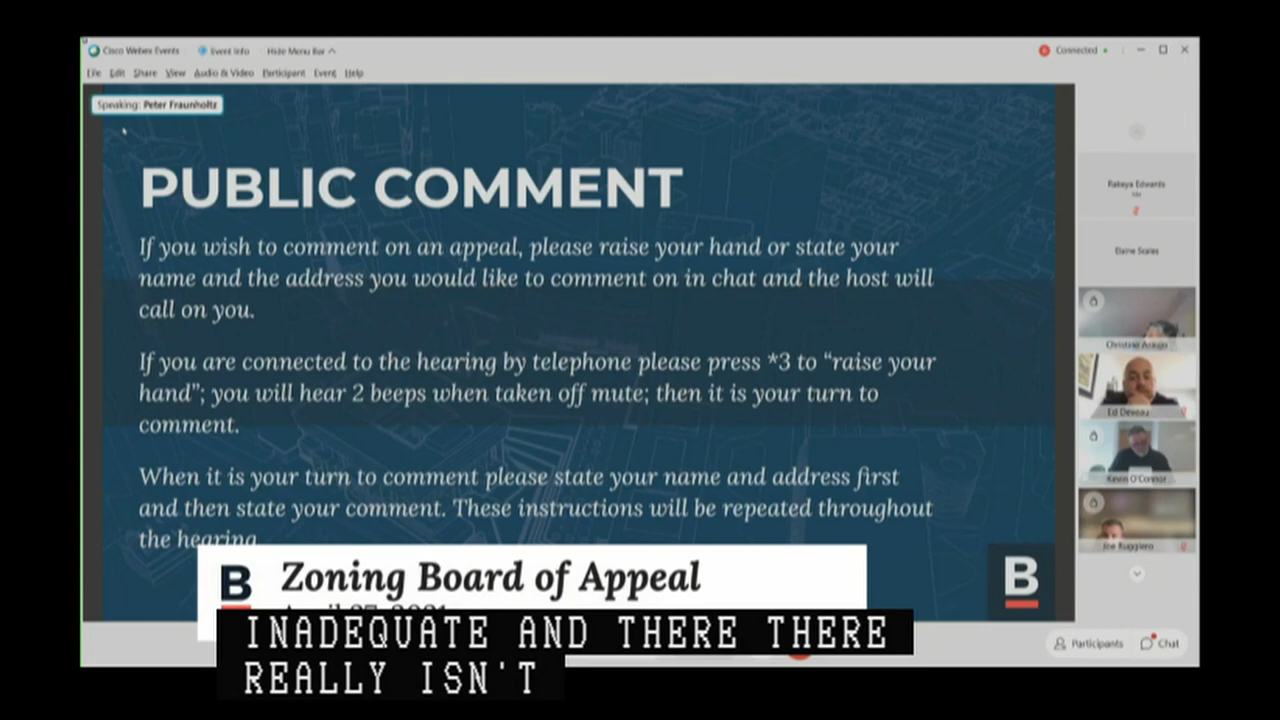 Cisco Webex Events Event Info Hide Menu Bar
Connected
File Edit Share View Audio & Video Participant Event Help
Speaking: Peter Fraunholtz
PUBLIC COMMENT
If you wish to comment on an appeal, please raise your hand or state your
name and the address you would like to comment on in chat and the host will
call on you.
If you are connected to the hearing by telephone please press *3 to “raise your
hand”; you will hear 2 beeps when taken off mute; then it is your turn to
comment.
When it is your turn to comment please state your name and address first
and then state your comment. These instructions will be repeated throughout
the hearing
Rakeya Edwards
Me
Elaine Scales
Christine Araujo
Ed Deveau
Kevin O'Connor
Joe Ruggiero
B
B Zoning Board of Appeal
INADEQUATE AND THERE THERE
REALLY ISN'T
Participants Chat